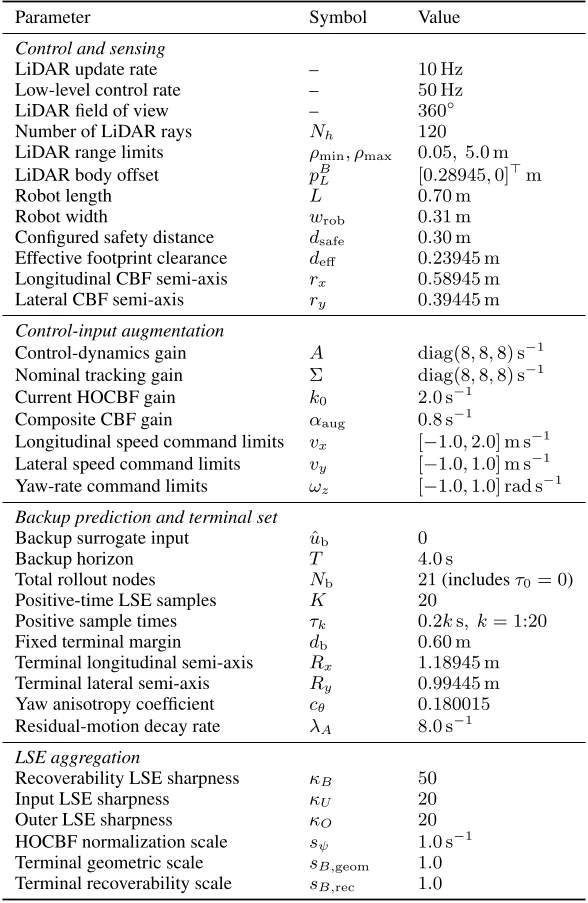 Parameter Symbol Value
Control and sensing
LiDAR update rate – 10 Hz
Low-level control rate – 50 Hz
LiDAR field of view – 360°
Number of LiDAR rays N_h 120
LiDAR range limits ρ_min, ρ_max 0.05, 5.0 m
LiDAR body offset p_L^B [0.28945, 0]^⊤ m
Robot length L 0.70 m
Robot width w_rob 0.31 m
Configured safety distance d_safe 0.30 m
Effective footprint clearance d_eff 0.23945 m
Longitudinal CBF semi-axis r_x 0.58945 m
Lateral CBF semi-axis r_y 0.39445 m
Control-input augmentation
Control-dynamics gain A diag(8, 8, 8) s^−1
Nominal tracking gain Σ diag(8, 8, 8) s^−1
Current HOCBF gain k_0 2.0 s^−1
Composite CBF gain α_aug 0.8 s^−1
Longitudinal speed command limits v_x [−1.0, 2.0] m s^−1
Lateral speed command limits v_y [−1.0, 1.0] m s^−1
Yaw-rate command limits ω_z [−1.0, 1.0] rad s^−1
Backup prediction and terminal set
Backup surrogate input û_b 0
Backup horizon T 4.0 s
Total rollout nodes N_b 21 (includes τ_0 = 0)
Positive-time LSE samples K 20
Positive sample times τ_k 0.2k s, k = 1:20
Fixed terminal margin d_b 0.60 m
Terminal longitudinal semi-axis R_x 1.18945 m
Terminal lateral semi-axis R_y 0.99445 m
Yaw anisotropy coefficient c_θ 0.180015
Residual-motion decay rate λ_A 8.0 s^−1
LSE aggregation
Recoverability LSE sharpness κ_B 50
Input LSE sharpness κ_U 20
Outer LSE sharpness κ_O 20
HOCBF normalization scale s_ψ 1.0 s^−1
Terminal geometric scale s_B,geom 1.0
Terminal recoverability scale s_B,rec 1.0